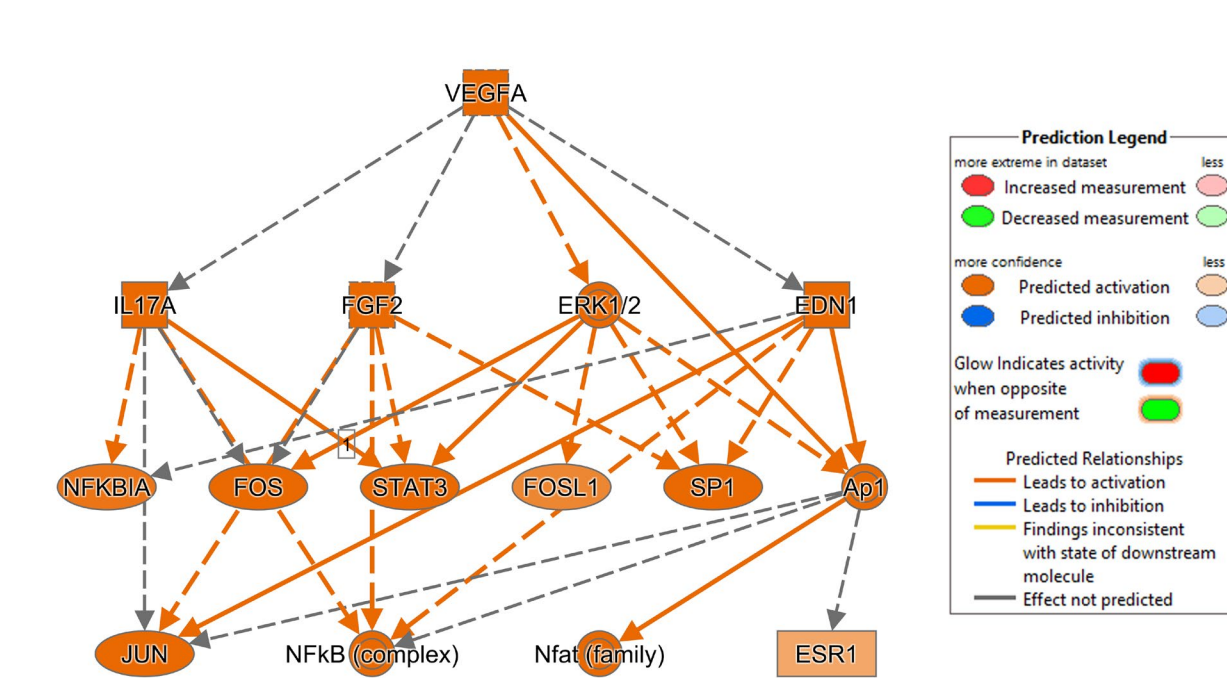 VEGFA
IL17A
FGF2
ERK1/2
EDN1
1
NFKBIA
FOS
STAT3
FOSL1
SP1
Ap1
JUN
NFkB (complex)
Nfat (family)
ESR1
Prediction Legend
more extreme in dataset less
Increased measurement
Decreased measurement
more confidence less
Predicted activation
Predicted inhibition
Glow Indicates activity
when opposite
of measurement
Predicted Relationships
Leads to activation
Leads to inhibition
Findings inconsistent
with state of downstream
molecule
Effect not predicted